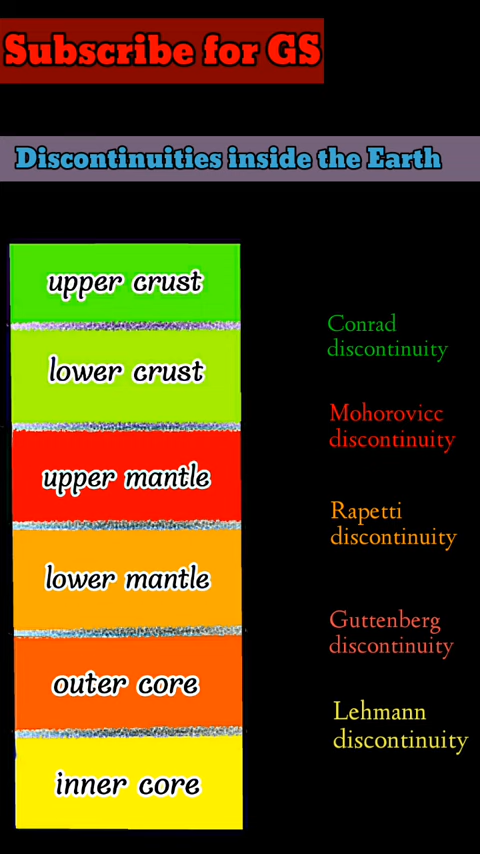 Subscribe for GS
Discontinuities inside the Earth
upper crust
Conrad
discontinuity
lower crust
Mohorovicc
discontinuity
upper mantle
Rapetti
discontinuity
lower mantle
Guttenberg
discontinuity
outer core
Lehmann
discontinuity
inner core